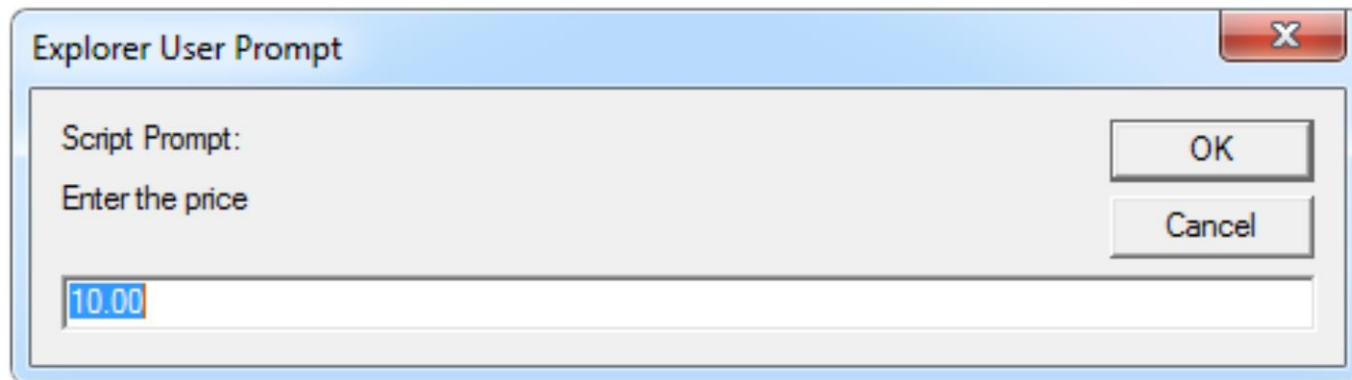 Explorer User Prompt
Script Prompt:
OK
Enter the price
Cancel
10.00